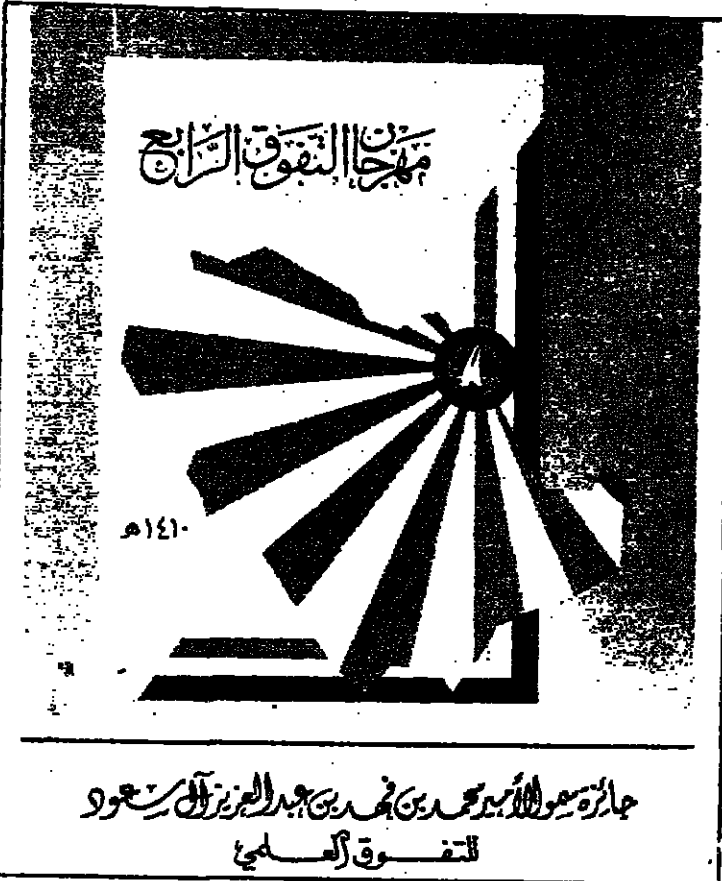 مهرجان التفوق الرابع
١٤١٠هـ
جائزة سمو الأمير محمد بن فهد بن عبد العزيز آل سعود
للتفوق العلمي